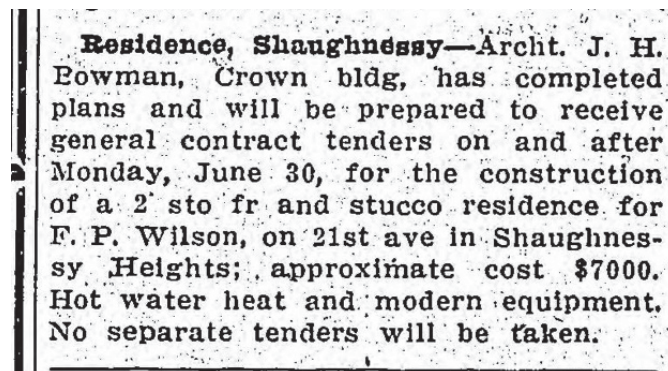 Residence, Shaughnessy—Archt. J. H.
Bowman, Crown bldg, has completed
plans and will be prepared to receive
general contract tenders on and after
Monday, June 30, for the construction
of a 2 sto fr and stucco residence for
F. P. Wilson, on 21st ave in Shaughnes-
sy Heights; approximate cost $7000.
Hot water heat and modern equipment.
No separate tenders will be taken.